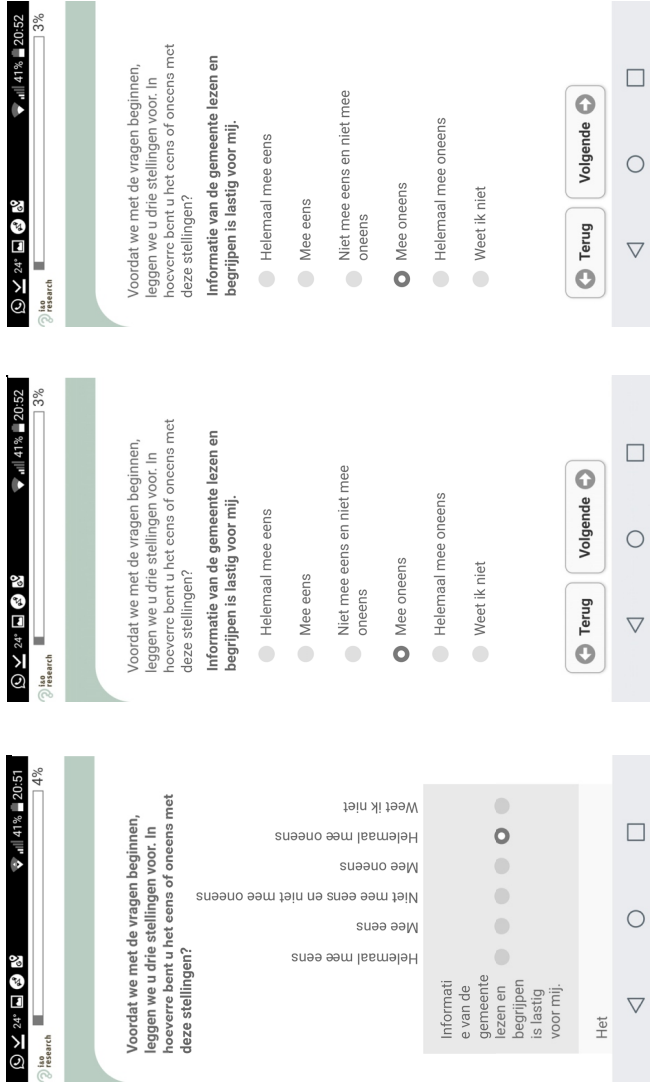 24° 41% 20:51
i&o
research
4%
Voordat we met de vragen beginnen,
leggen we u drie stellingen voor. In
hoeverre bent u het eens of oneens met
deze stellingen?
Helemaal mee eens
Mee eens
Niet mee eens en niet mee oneens
Mee oneens
Helemaal mee oneens
Weet ik niet
Informati
e van de
gemeente
lezen en
begrijpen
is lastig
voor mij.
Het
24° 41% 20:52
i&o
research
3%
Voordat we met de vragen beginnen,
leggen we u drie stellingen voor. In
hoeverre bent u het eens of oneens met
deze stellingen?
Informatie van de gemeente lezen en
begrijpen is lastig voor mij.
Helemaal mee eens
Mee eens
Niet mee eens en niet mee
oneens
Mee oneens
Helemaal mee oneens
Weet ik niet
Terug Volgende
24° 41% 20:52
i&o
research
3%
Voordat we met de vragen beginnen,
leggen we u drie stellingen voor. In
hoeverre bent u het eens of oneens met
deze stellingen?
Informatie van de gemeente lezen en
begrijpen is lastig voor mij.
Helemaal mee eens
Mee eens
Niet mee eens en niet mee
oneens
Mee oneens
Helemaal mee oneens
Weet ik niet
Terug Volgende